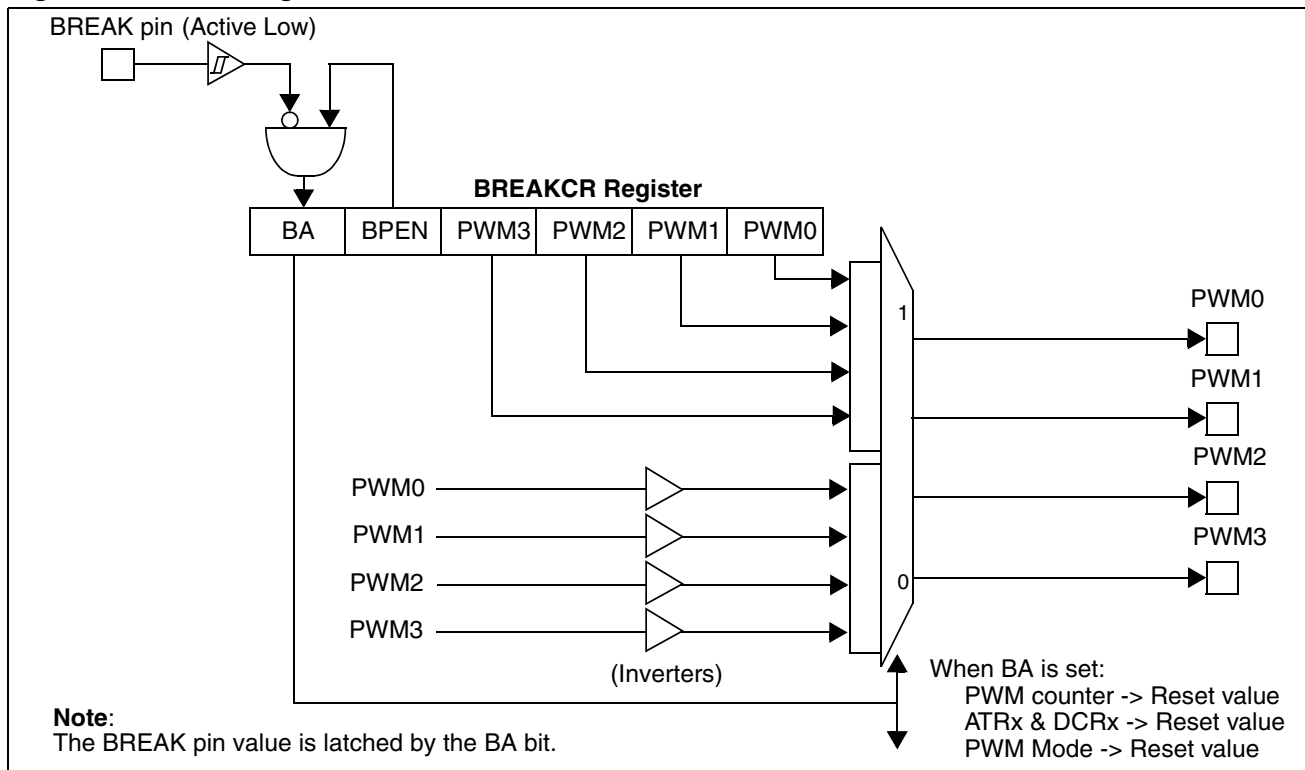 BREAK pin (Active Low)
BREAKCR Register
BA BPEN PWM3 PWM2 PWM1 PWM0
1
PWM0
PWM1
PWM2
PWM3
PWM0
PWM1
PWM2
PWM3
0
(Inverters)
When BA is set:
PWM counter -> Reset value
ATRx & DCRx -> Reset value
PWM Mode -> Reset value
Note:
The BREAK pin value is latched by the BA bit.